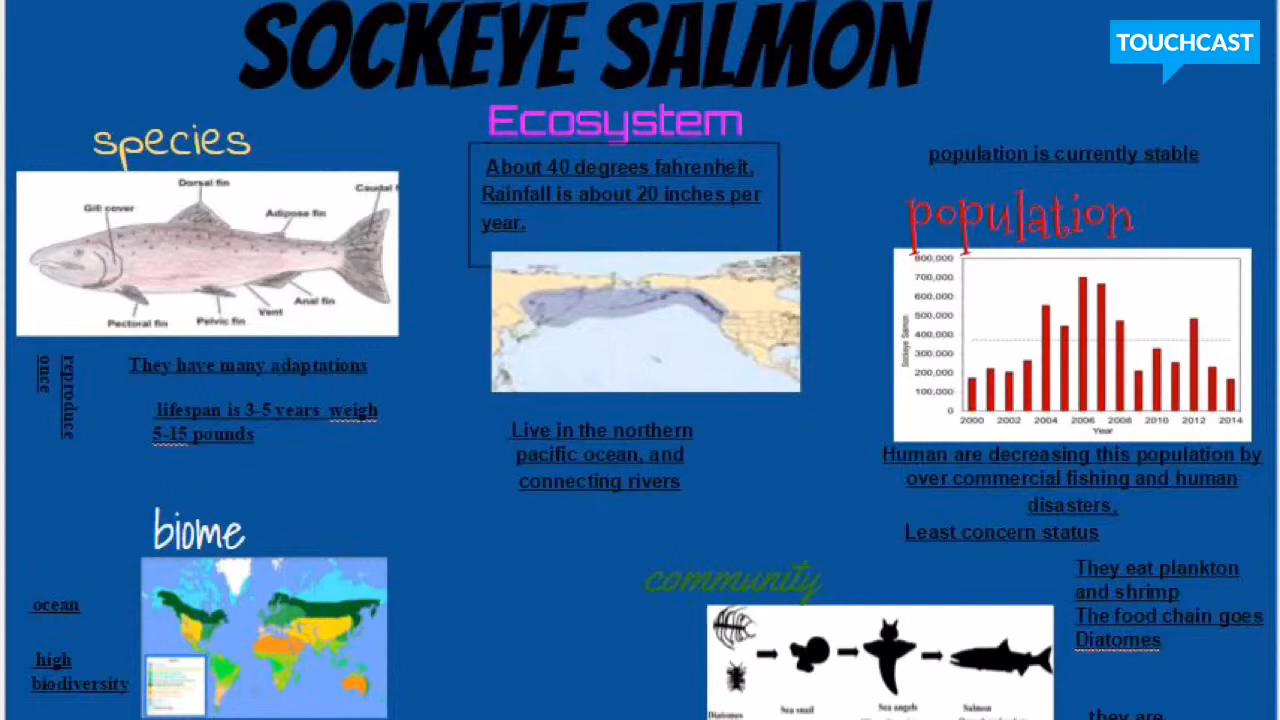 SOCKEYE SALMON
TOUCHCAST
species
Dorsal fin
Caudal f
Gill cover
Adipose fin
Anal fin
Vent
Pelvic fin
Pectoral fin
reproduce
once
They have many adaptations
lifespan is 3-5 years weigh
5-15 pounds
Ecosystem
About 40 degrees fahrenheit.
Rainfall is about 20 inches per
year.
Live in the northern
pacific ocean, and
connecting rivers
population is currently stable
population
800,000
700,000
600,000
500,000
400,000
300,000
200,000
100,000
0
Sockeye Salmon
2000 2002 2004 2006 2008 2010 2012 2014
Year
Human are decreasing this population by
over commercial fishing and human
disasters.
Least concern status
biome
ocean
high
biodiversity
community
Diatomes
Sea snail
Sea angels
Salmon
They eat plankton
and shrimp
The food chain goes
Diatomes
they are